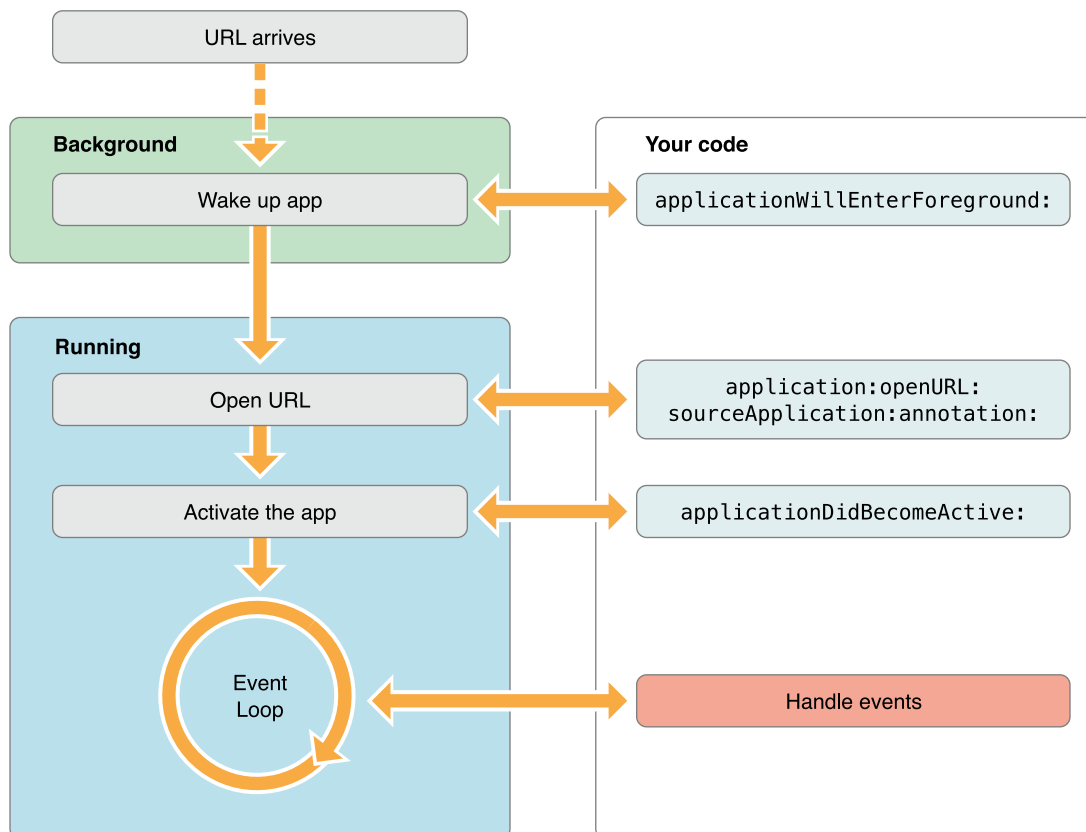 URL arrives
Background
Your code
Wake up app
applicationWillEnterForeground:
Running
Open URL
application:openURL:
sourceApplication:annotation:
Activate the app
applicationDidBecomeActive:
Event
Loop
Handle events